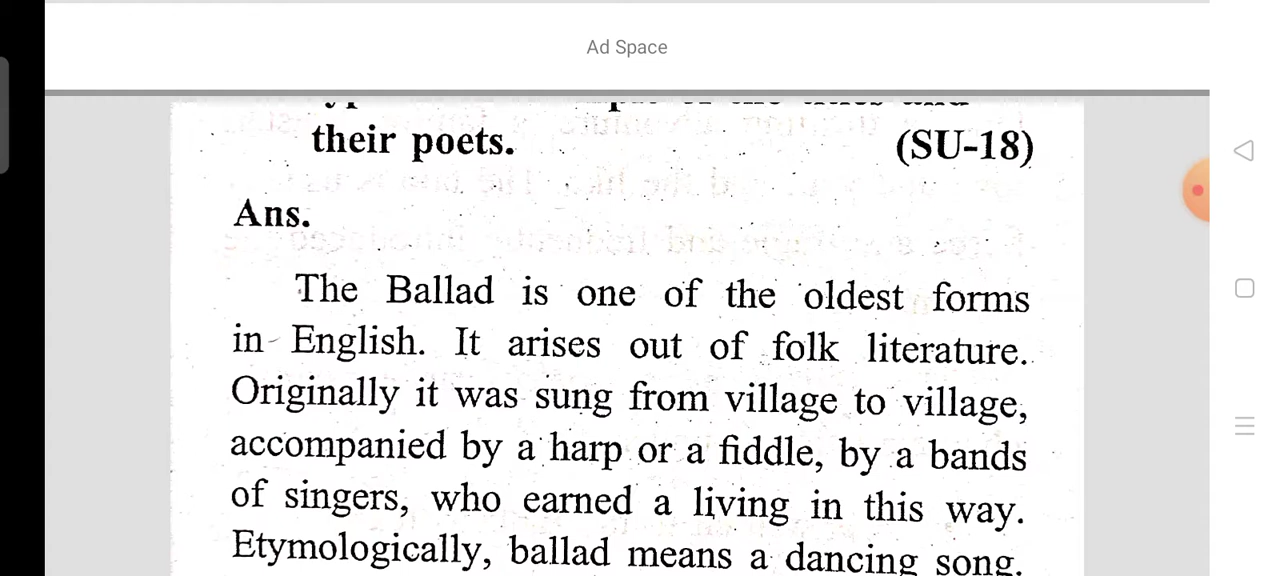 Ad Space
their poets. (SU-18)
Ans.
The Ballad is one of the oldest forms
in English. It arises out of folk literature.
Originally it was sung from village to village,
accompanied by a harp or a fiddle, by a bands
of singers, who earned a living in this way.
Etymologically, ballad means a dancing song.